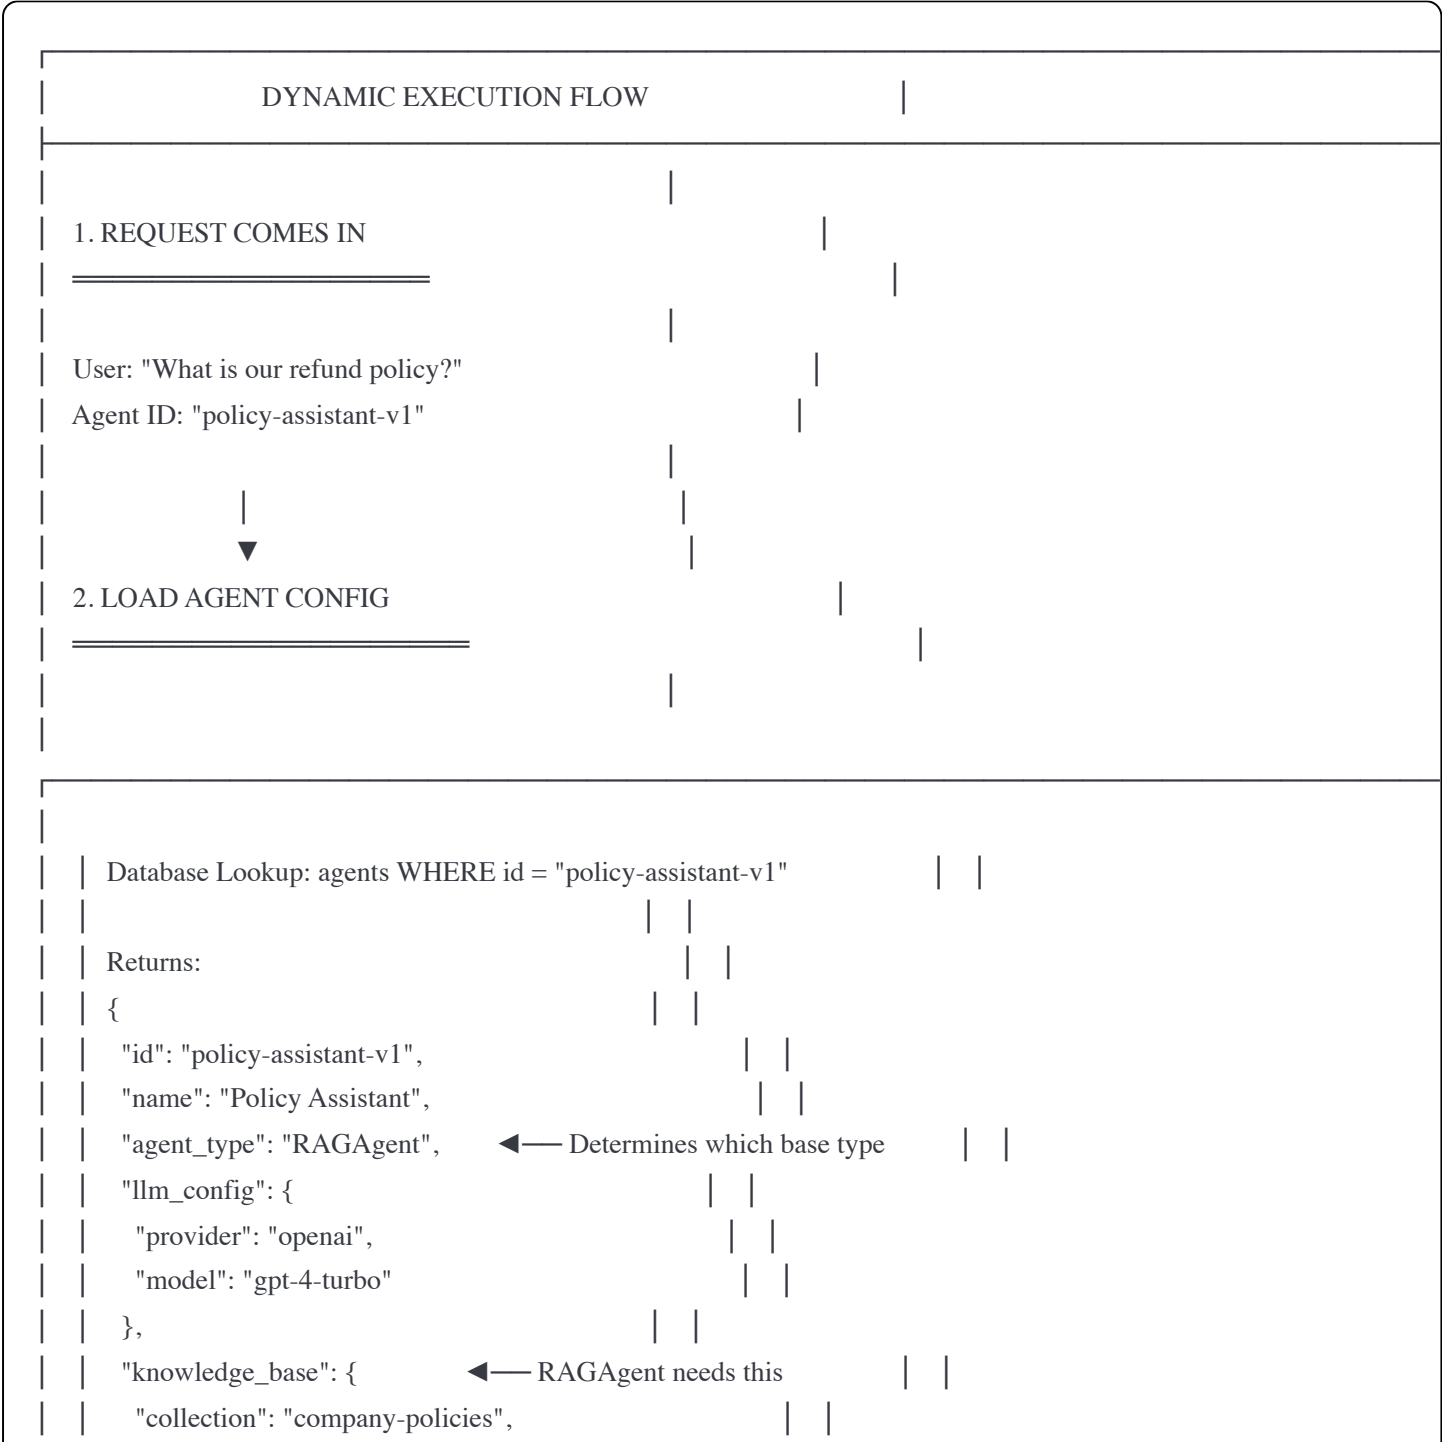 DYNAMIC EXECUTION FLOW
1. REQUEST COMES IN
User: "What is our refund policy?"
Agent ID: "policy-assistant-v1"
▼
2. LOAD AGENT CONFIG
Database Lookup: agents WHERE id = "policy-assistant-v1"
Returns:
{
"id": "policy-assistant-v1",
"name": "Policy Assistant",
"agent_type": "RAGAgent", ◄── Determines which base type
"llm_config": {
"provider": "openai",
"model": "gpt-4-turbo"
},
"knowledge_base": { ◄── RAGAgent needs this
"collection": "company-policies",